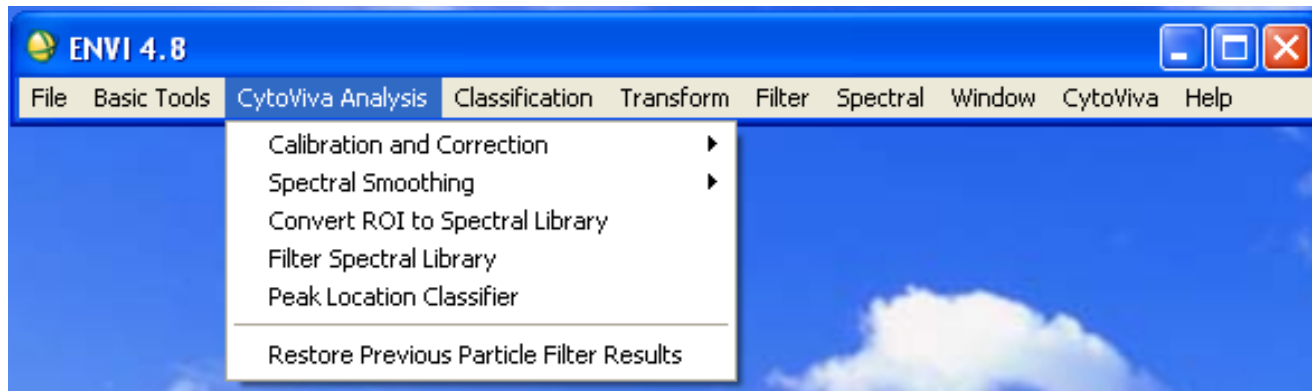 ENVI 4.8
File Basic Tools CytoViva Analysis Classification Transform Filter Spectral Window CytoViva Help
Calibration and Correction
Spectral Smoothing
Convert ROI to Spectral Library
Filter Spectral Library
Peak Location Classifier
Restore Previous Particle Filter Results